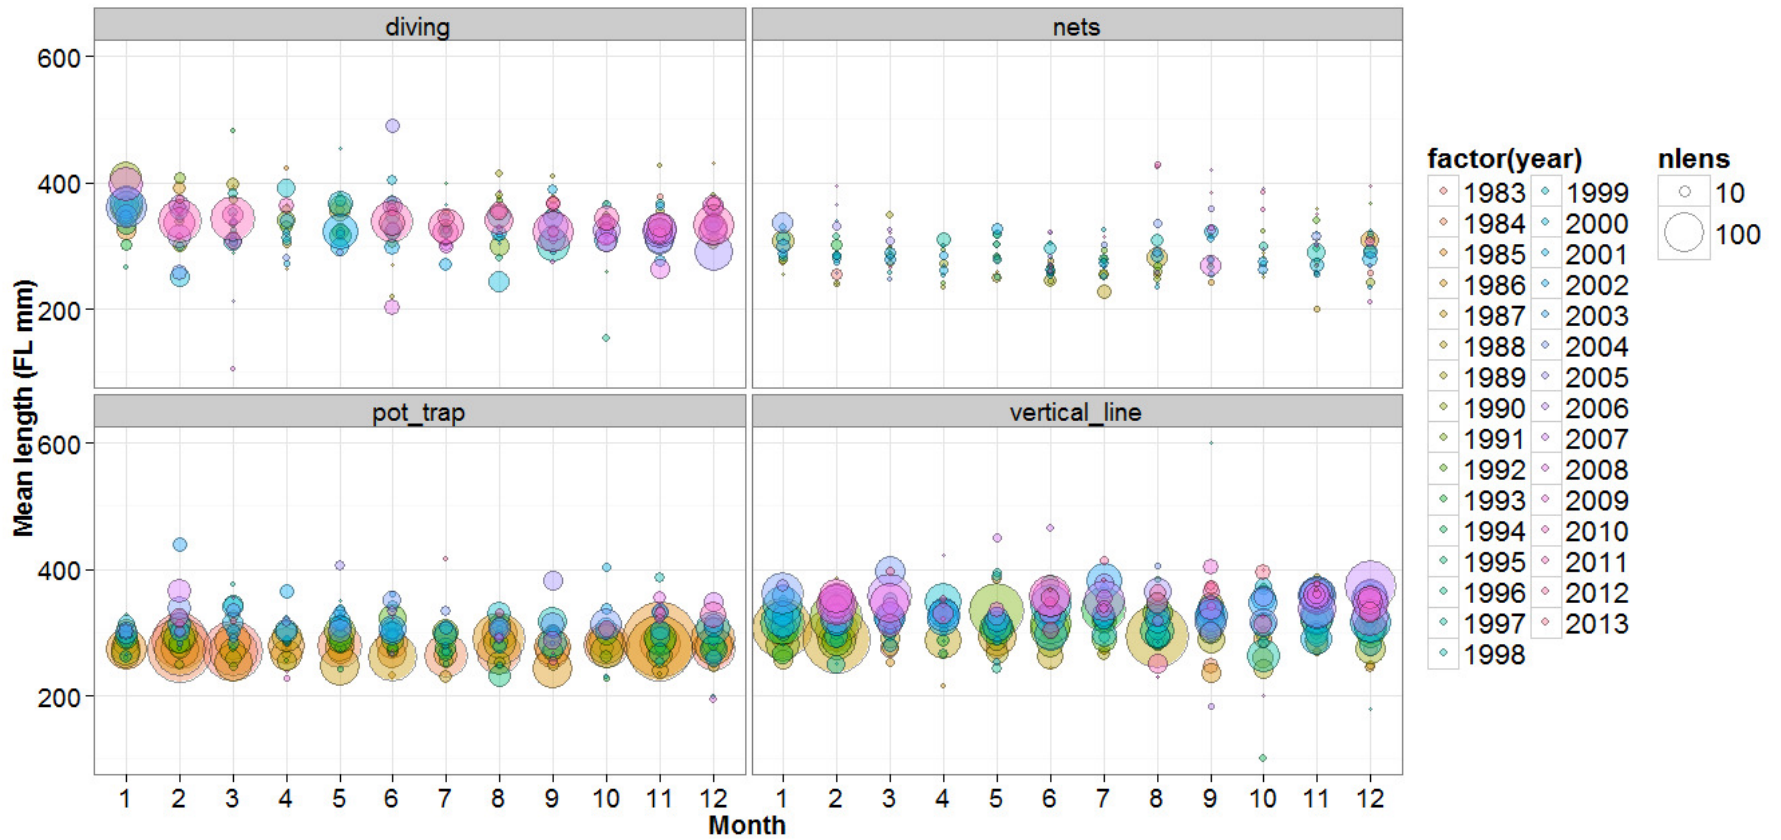 diving
nets
600
400
200
pot_trap
vertical_line
600
400
200
Mean length (FL mm)
1 2 3 4 5 6 7 8 9 10 11 12
1 2 3 4 5 6 7 8 9 10 11 12
Month
factor(year)
1983 1999
1984 2000
1985 2001
1986 2002
1987 2003
1988 2004
1989 2005
1990 2006
1991 2007
1992 2008
1993 2009
1994 2010
1995 2011
1996 2012
1997 2013
1998
nlens
10
100